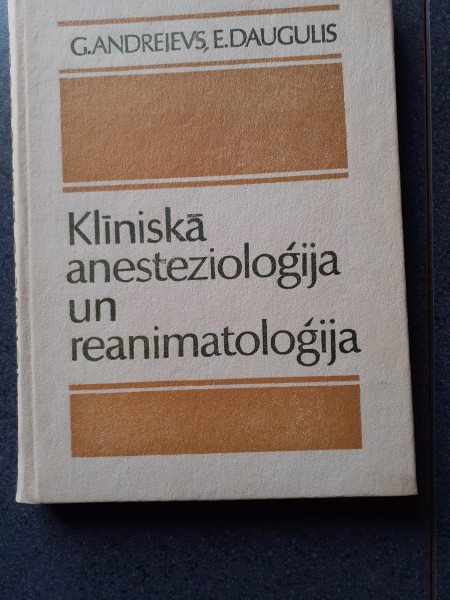 G.ANDREJEVS, E.DAUGULIS
Klīniskā
anestezioloģija
un
reanimatoloģija